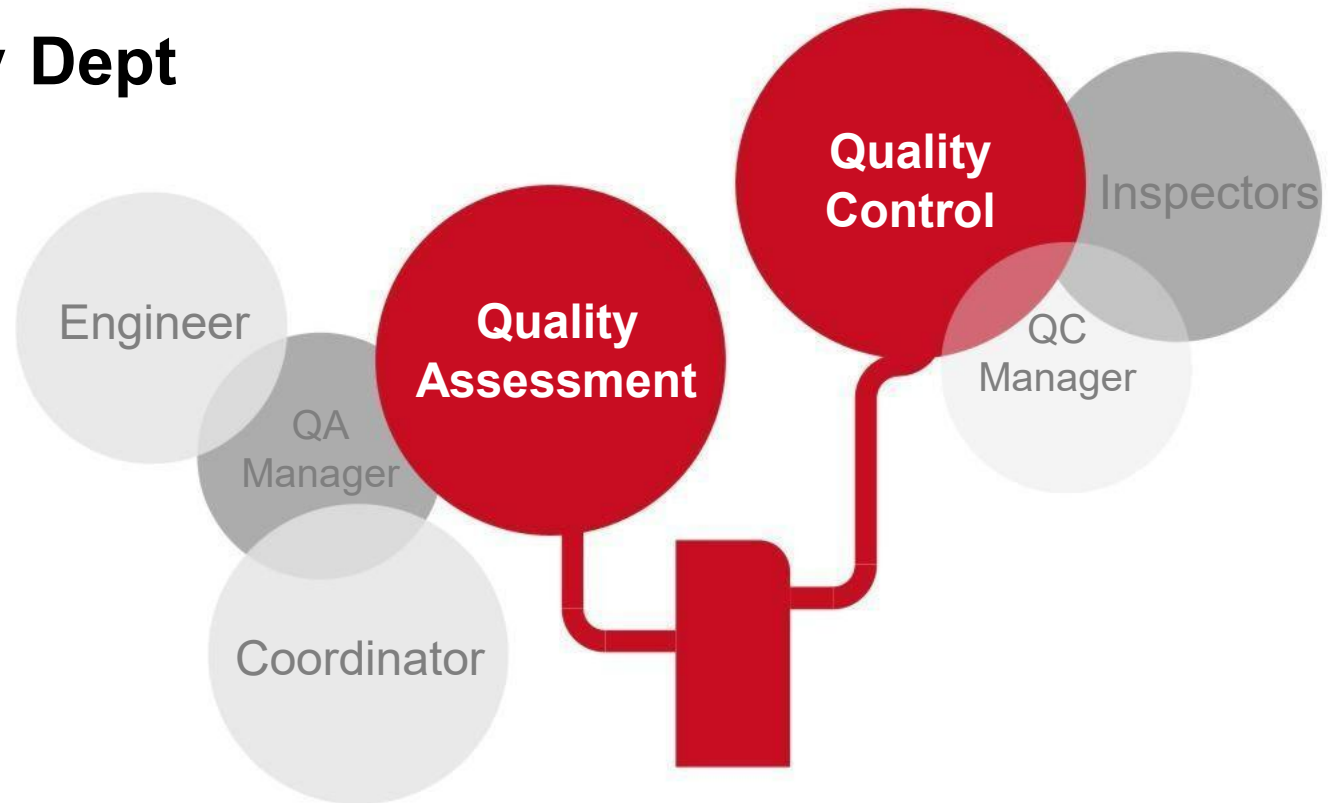 Dept
Quality
Control
Inspectors
Engineer
Quality
Assessment
QC
Manager
QA
Manager
Coordinator